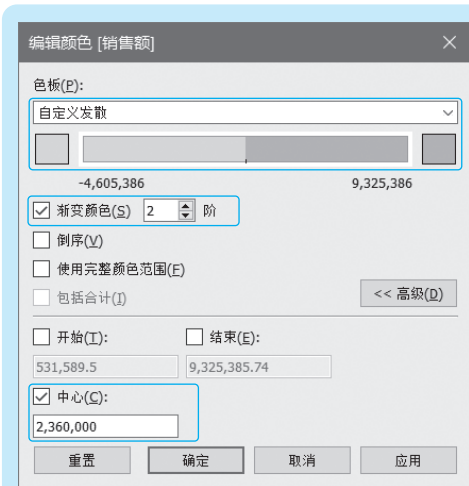 编辑颜色 [销售额]
色板(P):
自定义发散
-4,605,386 9,325,386
渐变颜色(S) 2 阶
倒序(V)
使用完整颜色范围(F)
包括合计(I)
<< 高级(D)
开始(T): 结束(E):
531,589.5 9,325,385.74
中心(C):
2,360,000
重置 确定 取消 应用